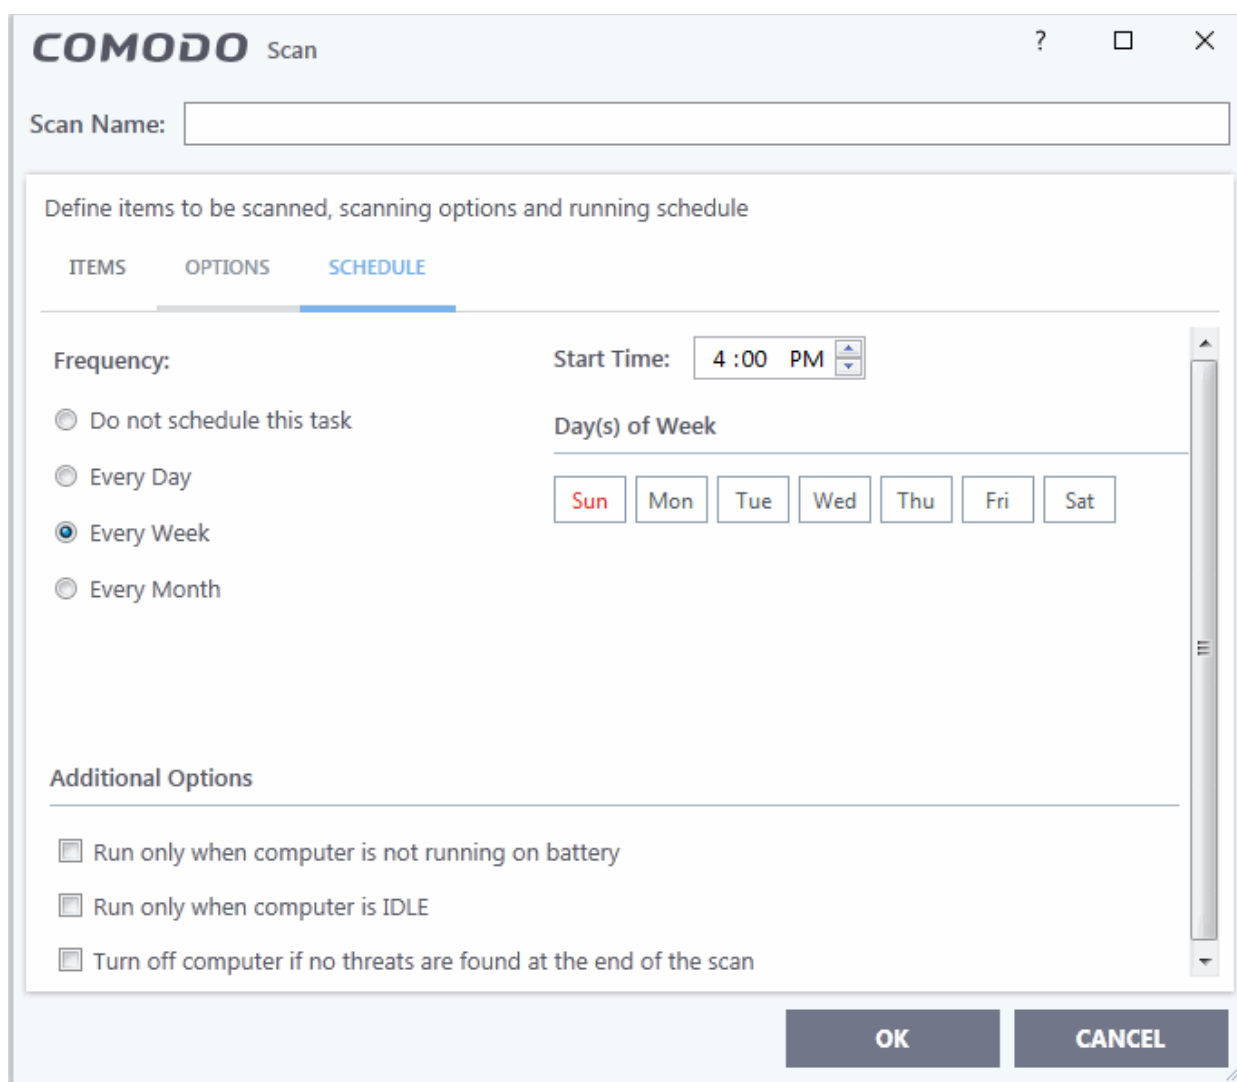 COMODO Scan ?
Scan Name:
Define items to be scanned, scanning options and running schedule
ITEMS OPTIONS SCHEDULE
Frequency:
Start Time: 4 :00 PM
Do not schedule this task
Day(s) of Week
Every Day
Sun Mon Tue Wed Thu Fri Sat
Every Week
Every Month
Additional Options
Run only when computer is not running on battery
Run only when computer is IDLE
Turn off computer if no threats are found at the end of the scan
OK CANCEL